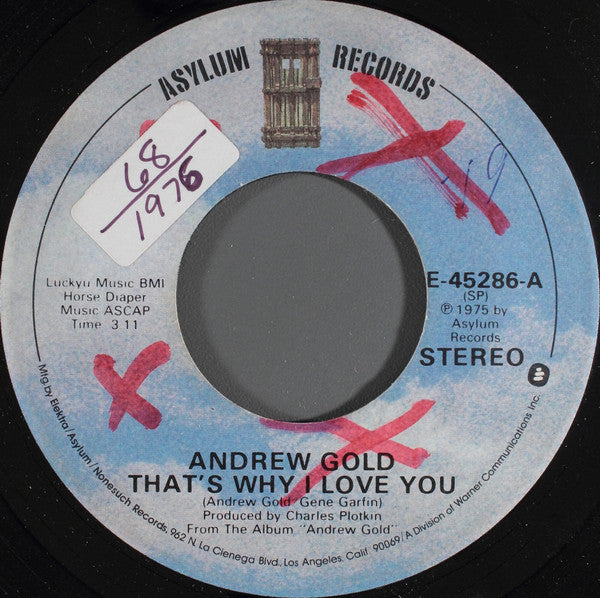 ASYLUM RECORDS
68
1976
-19
Luckyu Music BMI
Horse Diaper
Music ASCAP
Time 3 11
E-45286-A
(SP)
℗ 1975 by
Asylum
Records
STEREO
ANDREW GOLD
THAT'S WHY I LOVE YOU
(Andrew Gold Gene Garfin)
Produced by Charles Plotkin
From The Album "Andrew Gold"
Mfg. by Elektra/Asylum/Nonesuch Records, 962 N. La Cienega Blvd., Los Angeles, Calif 90069/A Division of Warner Communications Inc.